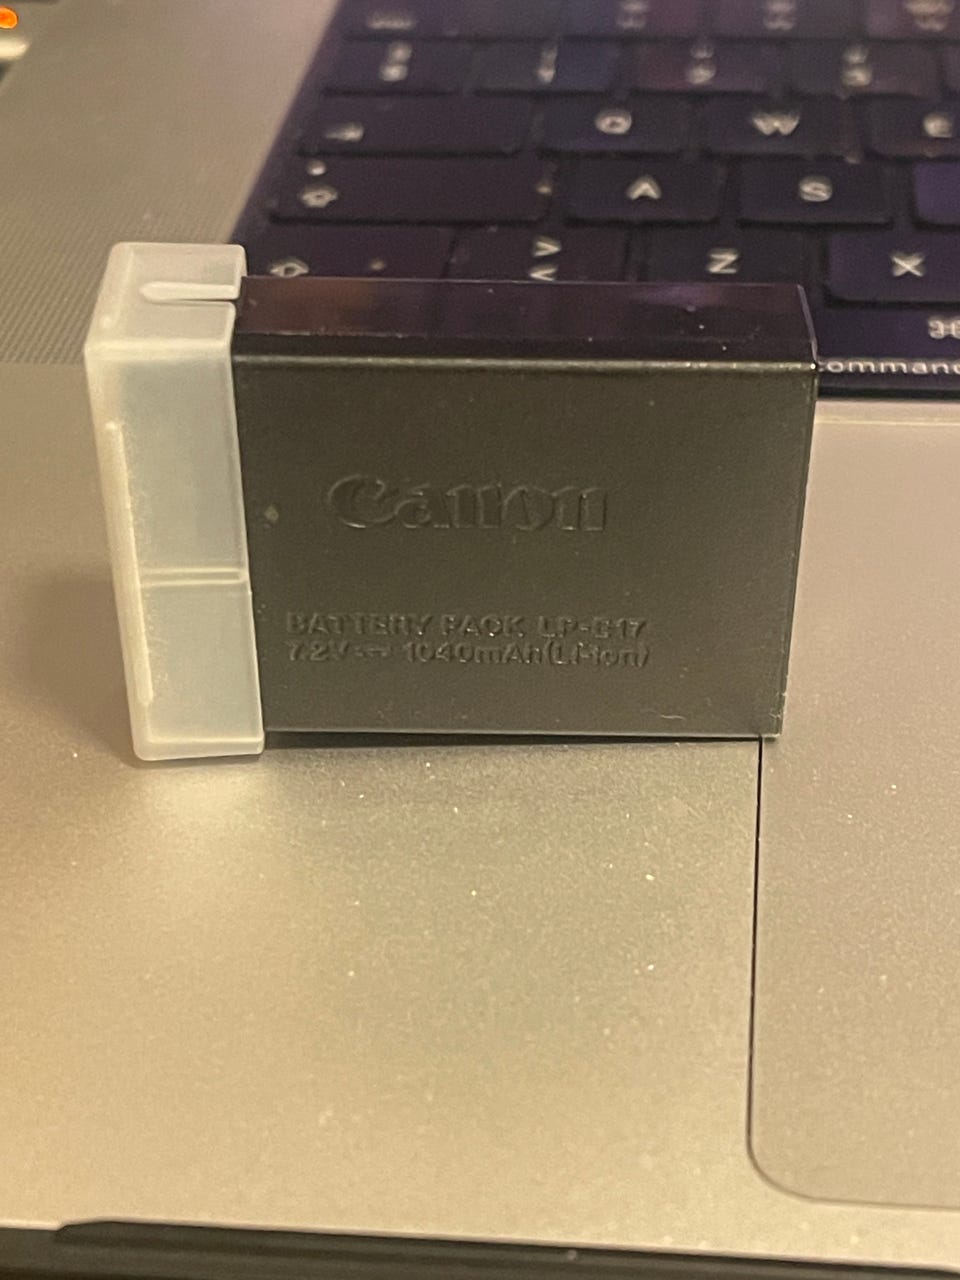 Q W E
A S
> <
Z X
⌘
command
Canon
BATTERY PACK LP-E17
7.2V⎓ 1040mAh(Li-ion)